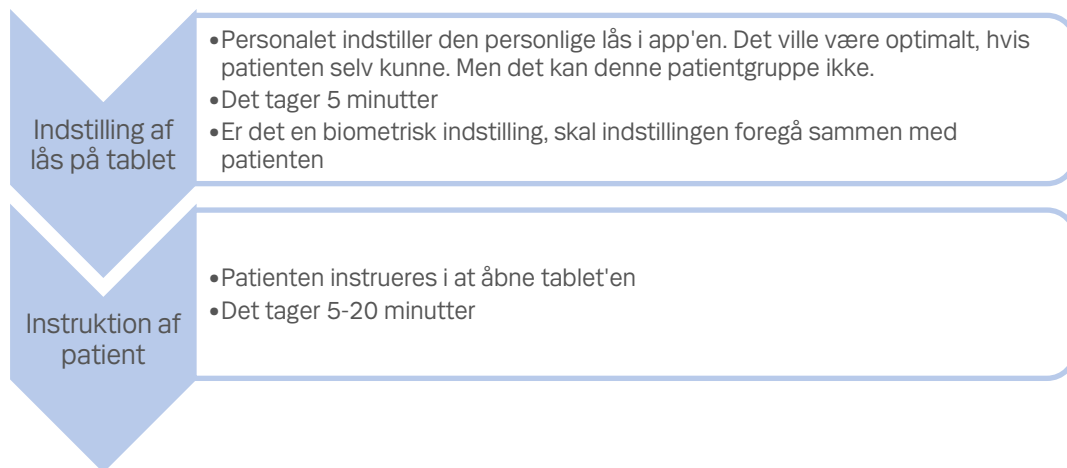 Indstilling af
lås på tablet
•Personalet indstiller den personlige lås i app'en. Det ville være optimalt, hvis
patienten selv kunne. Men det kan denne patientgruppe ikke.
•Det tager 5 minutter
•Er det en biometrisk indstilling, skal indstillingen foregå sammen med
patienten
Instruktion af
patient
•Patienten instrueres i at åbne tablet'en
•Det tager 5-20 minutter